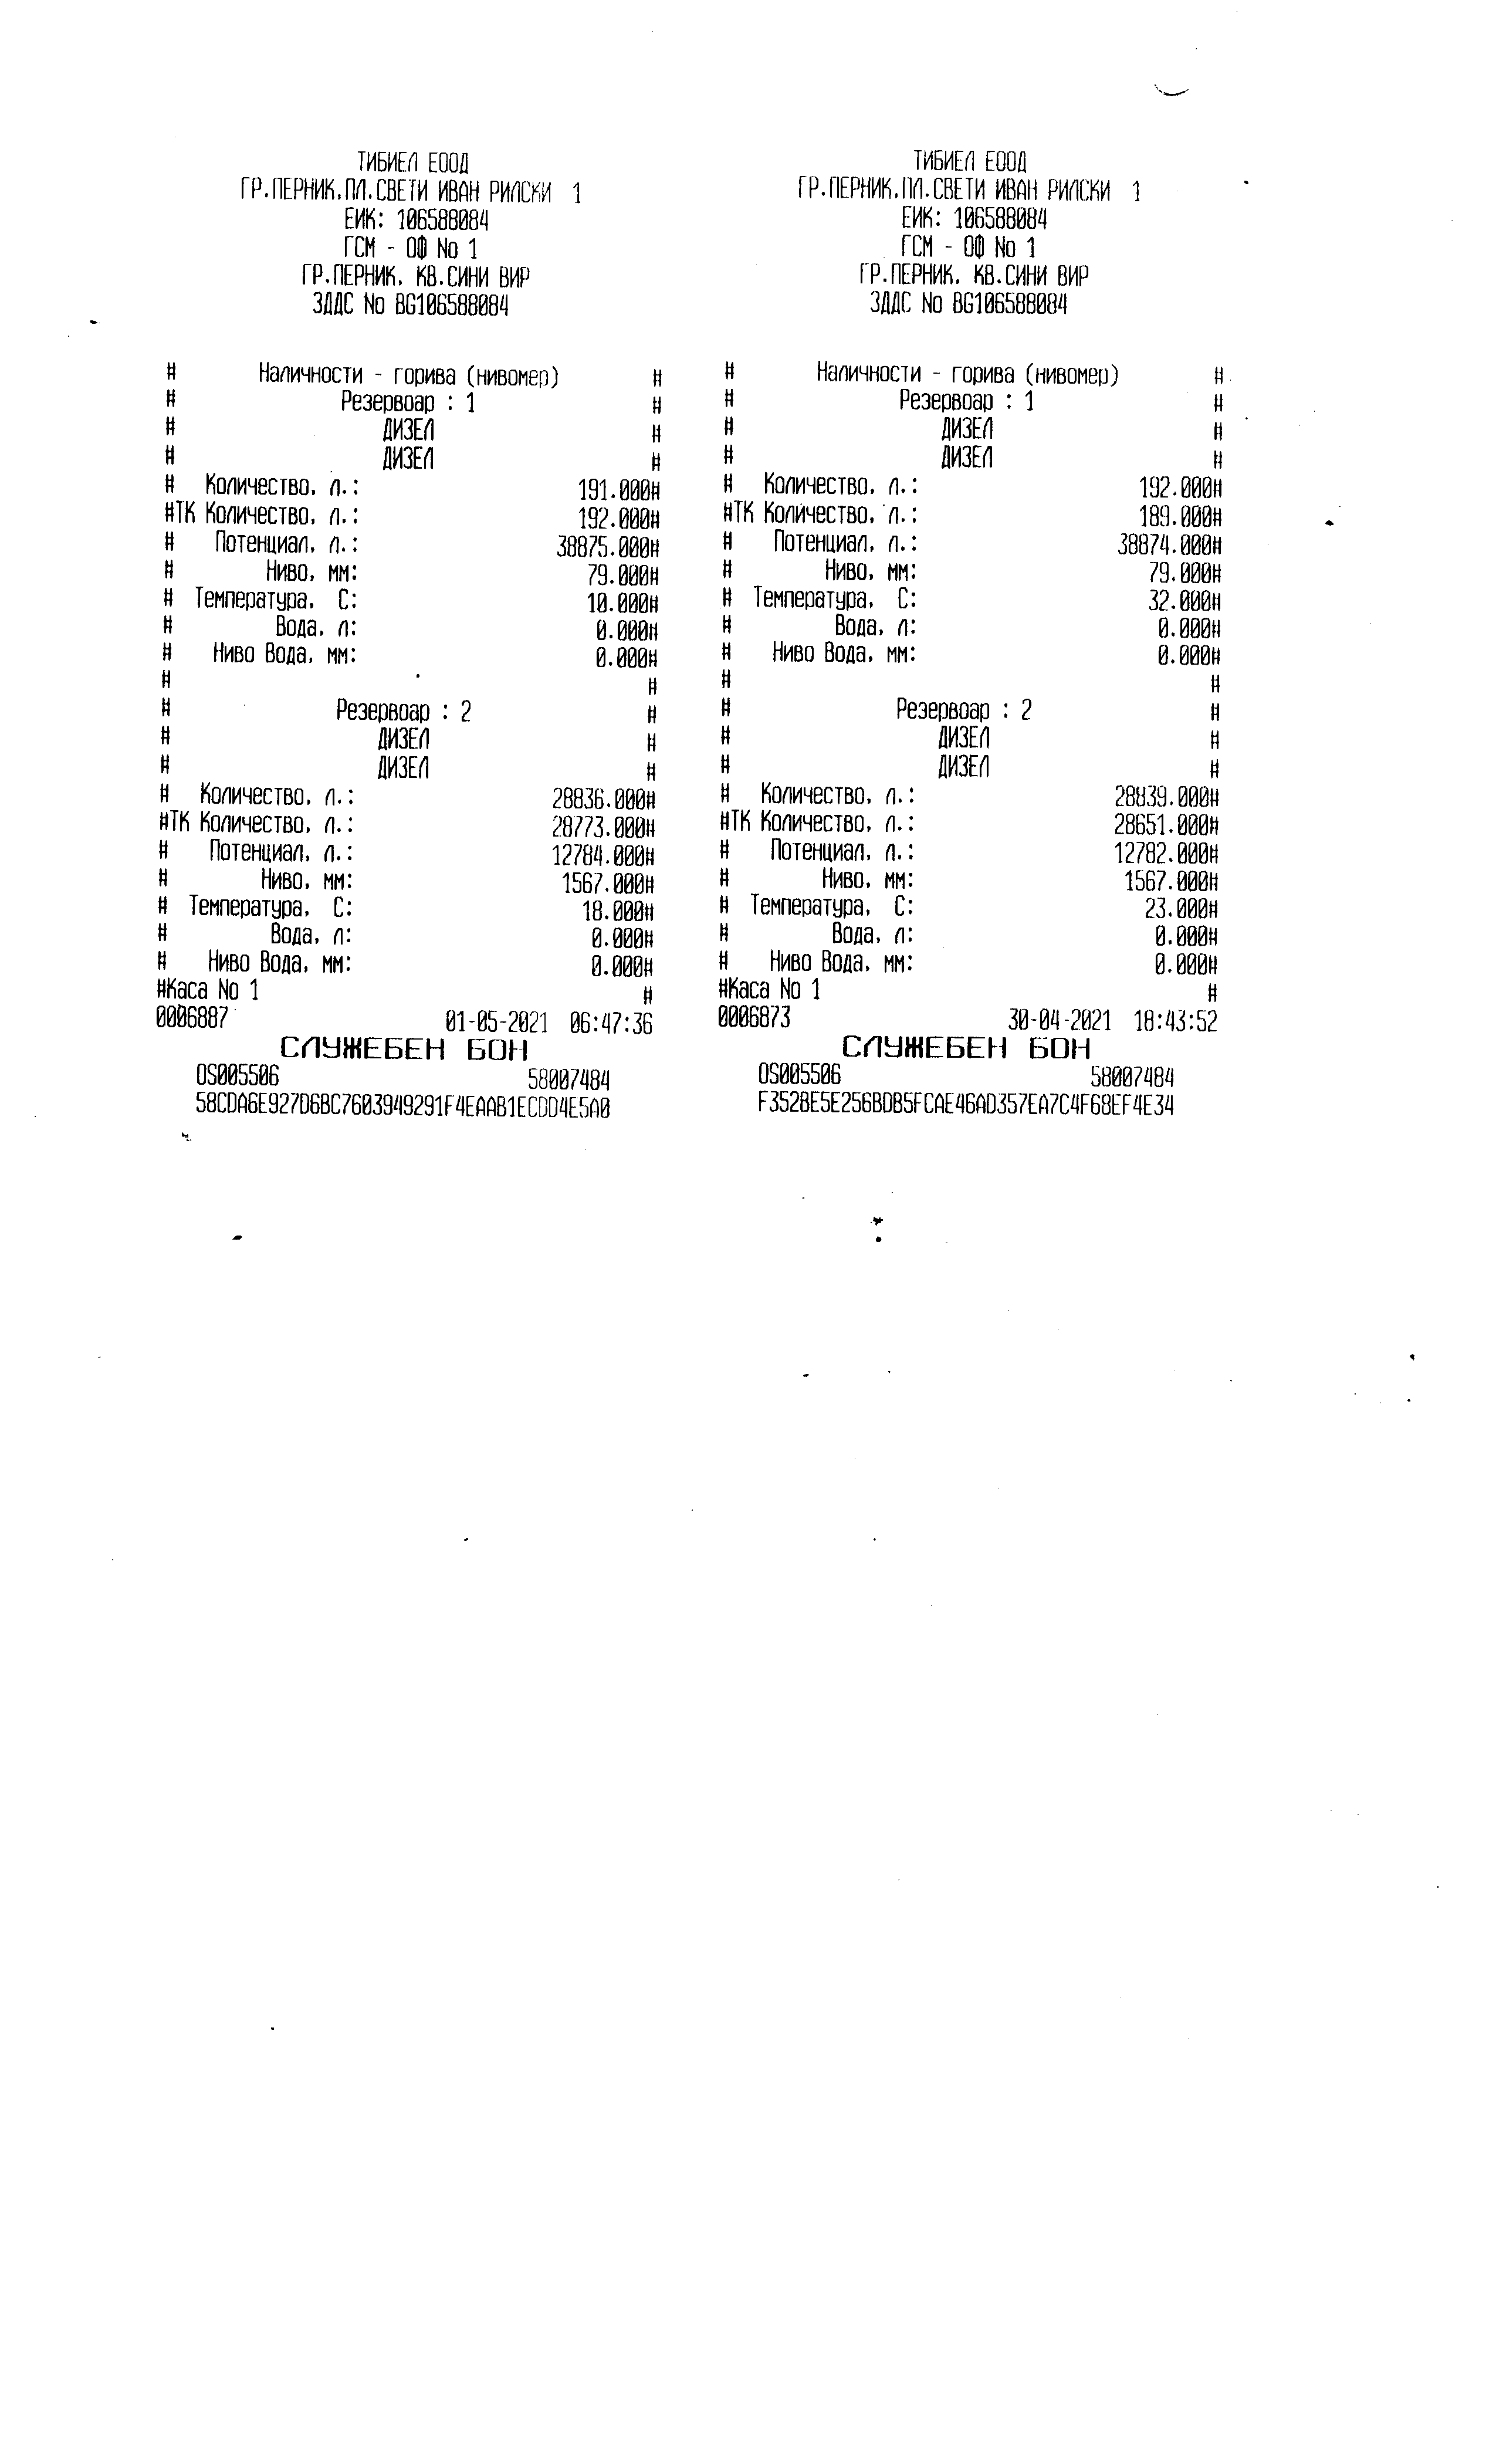 ТИБИЕЛ ЕООД
ГР.ПЕРНИК,ПЛ.СВЕТИ ИВАН РИЛСКИ 1
ЕИК: 106588084
ГСМ - ОФ No 1
ГР.ПЕРНИК, КВ.СИНИ ВИР
ЗДДС No BG106588084
# Наличности - горива (нивомер) #
# Резервоар : 1 #
# ДИЗЕЛ #
# ДИЗЕЛ #
# Количество, л.: 191.000#
#ТК Количество, л.: 192.000#
# Потенциал, л.: 38875.000#
# Ниво, мм: 79.000#
# Температура, С: 10.000#
# Вода, л: 0.000#
# Ниво Вода, мм: 0.000#
# #
# Резервоар : 2 #
# ДИЗЕЛ #
# ДИЗЕЛ #
# Количество, л.: 28836.000#
#ТК Количество, л.: 28773.000#
# Потенциал, л.: 12784.000#
# Ниво, мм: 1567.000#
# Температура, С: 18.000#
# Вода, л: 0.000#
# Ниво Вода, мм: 0.000#
#Каса No 1 #
0006887 01-05-2021 06:47:36
СЛУЖЕБЕН БОН
OS005506 58007484
58CDA6E927D6BC7603949291F4EAAB1ECDD4E5A0
ТИБИЕЛ ЕООД
ГР.ПЕРНИК,ПЛ.СВЕТИ ИВАН РИЛСКИ 1
ЕИК: 106588084
ГСМ - ОФ No 1
ГР.ПЕРНИК, КВ.СИНИ ВИР
ЗДДС No BG106588084
# Наличности - горива (нивомер) #
# Резервоар : 1 #
# ДИЗЕЛ #
# ДИЗЕЛ #
# Количество, л.: 192.000#
#ТК Количество, л.: 189.000#
# Потенциал, л.: 38874.000#
# Ниво, мм: 79.000#
# Температура, С: 32.000#
# Вода, л: 0.000#
# Ниво Вода, мм: 0.000#
# #
# Резервоар : 2 #
# ДИЗЕЛ #
# ДИЗЕЛ #
# Количество, л.: 28839.000#
#ТК Количество, л.: 28651.000#
# Потенциал, л.: 12782.000#
# Ниво, мм: 1567.000#
# Температура, С: 23.000#
# Вода, л: 0.000#
# Ниво Вода, мм: 0.000#
#Каса No 1 #
0006873 30-04-2021 18:43:52
СЛУЖЕБЕН БОН
OS005506 58007484
F352BE5E256BDB5FCAE46AD357EA7C4F68EF4E34